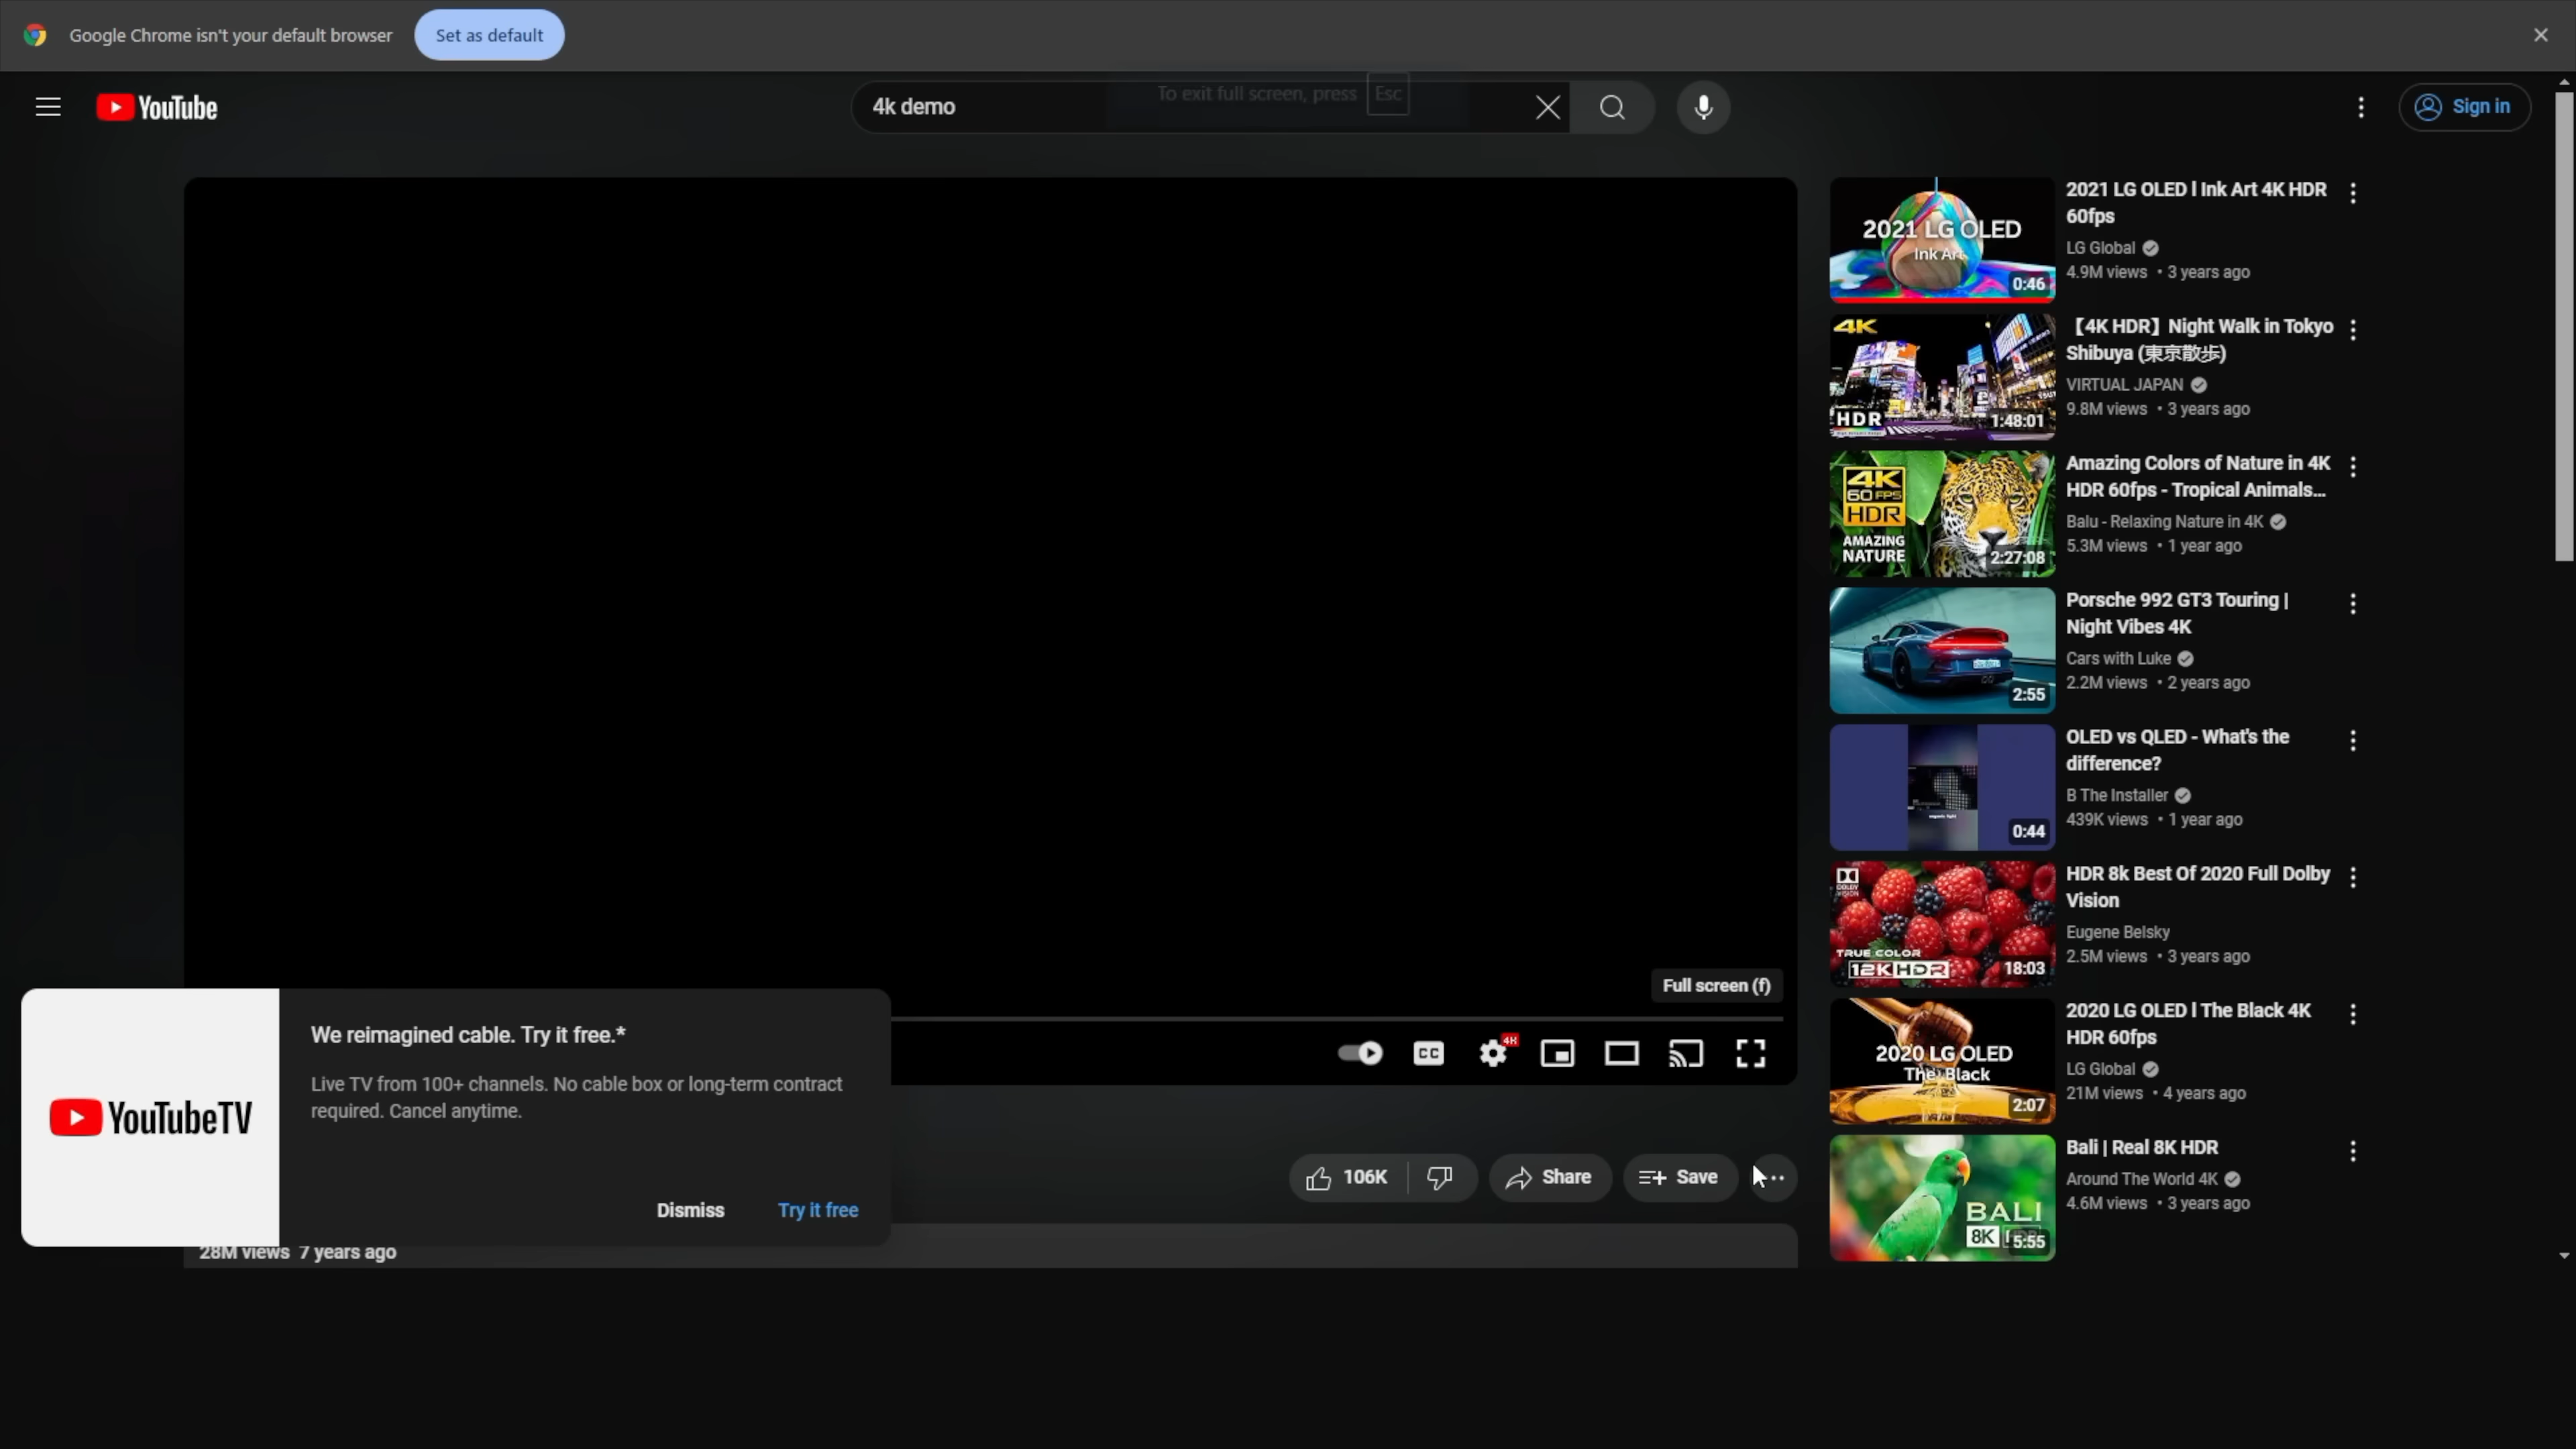 Google Chrome isn't your default browser
Set as default
YouTube
4k demo
To exit full screen, press Esc
Sign in
2021 LG OLED
Ink Art
0:46
2021 LG OLED l Ink Art 4K HDR
60fps
LG Global
4.9M views • 3 years ago
4K
HDR
1:48:01
【4K HDR】Night Walk in Tokyo
Shibuya (東京散歩)
VIRTUAL JAPAN
9.8M views • 3 years ago
4K
60 FPS
HDR
AMAZING
NATURE
2:27:08
Amazing Colors of Nature in 4K
HDR 60fps - Tropical Animals...
Balu - Relaxing Nature in 4K
5.3M views • 1 year ago
2:55
Porsche 992 GT3 Touring |
Night Vibes 4K
Cars with Luke
2.2M views • 2 years ago
0:44
OLED vs QLED - What's the
difference?
B The Installer
439K views • 1 year ago
DOLBY
VISION
TRUE COLOR
12K HDR
18:03
HDR 8k Best Of 2020 Full Dolby
Vision
Eugene Belsky
2.5M views • 3 years ago
2020 LG OLED
The Black
2:07
2020 LG OLED l The Black 4K
HDR 60fps
LG Global
21M views • 4 years ago
BALI
8K
5:55
Bali | Real 8K HDR
Around The World 4K
4.6M views • 3 years ago
Full screen (f)
CC
4K
YouTubeTV
We reimagined cable. Try it free.*
Live TV from 100+ channels. No cable box or long-term contract
required. Cancel anytime.
Dismiss
Try it free
106K
Share
Save
28M views 7 years ago